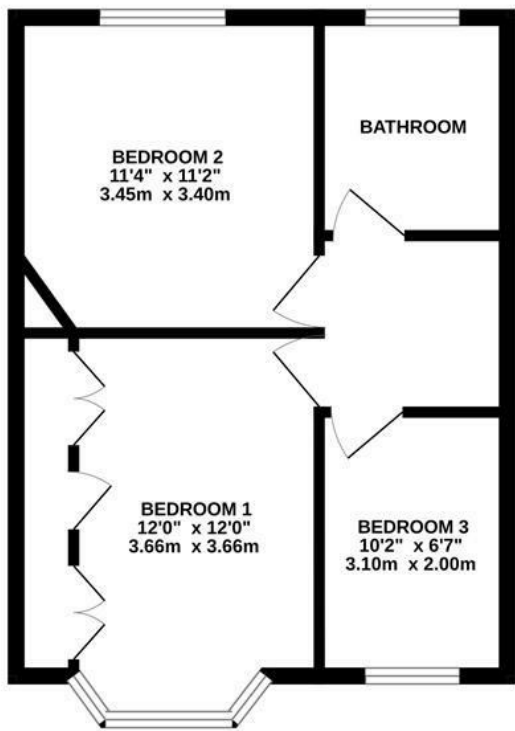 BEDROOM 2
11'4" x 11'2"
3.45m x 3.40m
BATHROOM
BEDROOM 1
12'0" x 12'0"
3.66m x 3.66m
BEDROOM 3
10'2" x 6'7"
3.10m x 2.00m